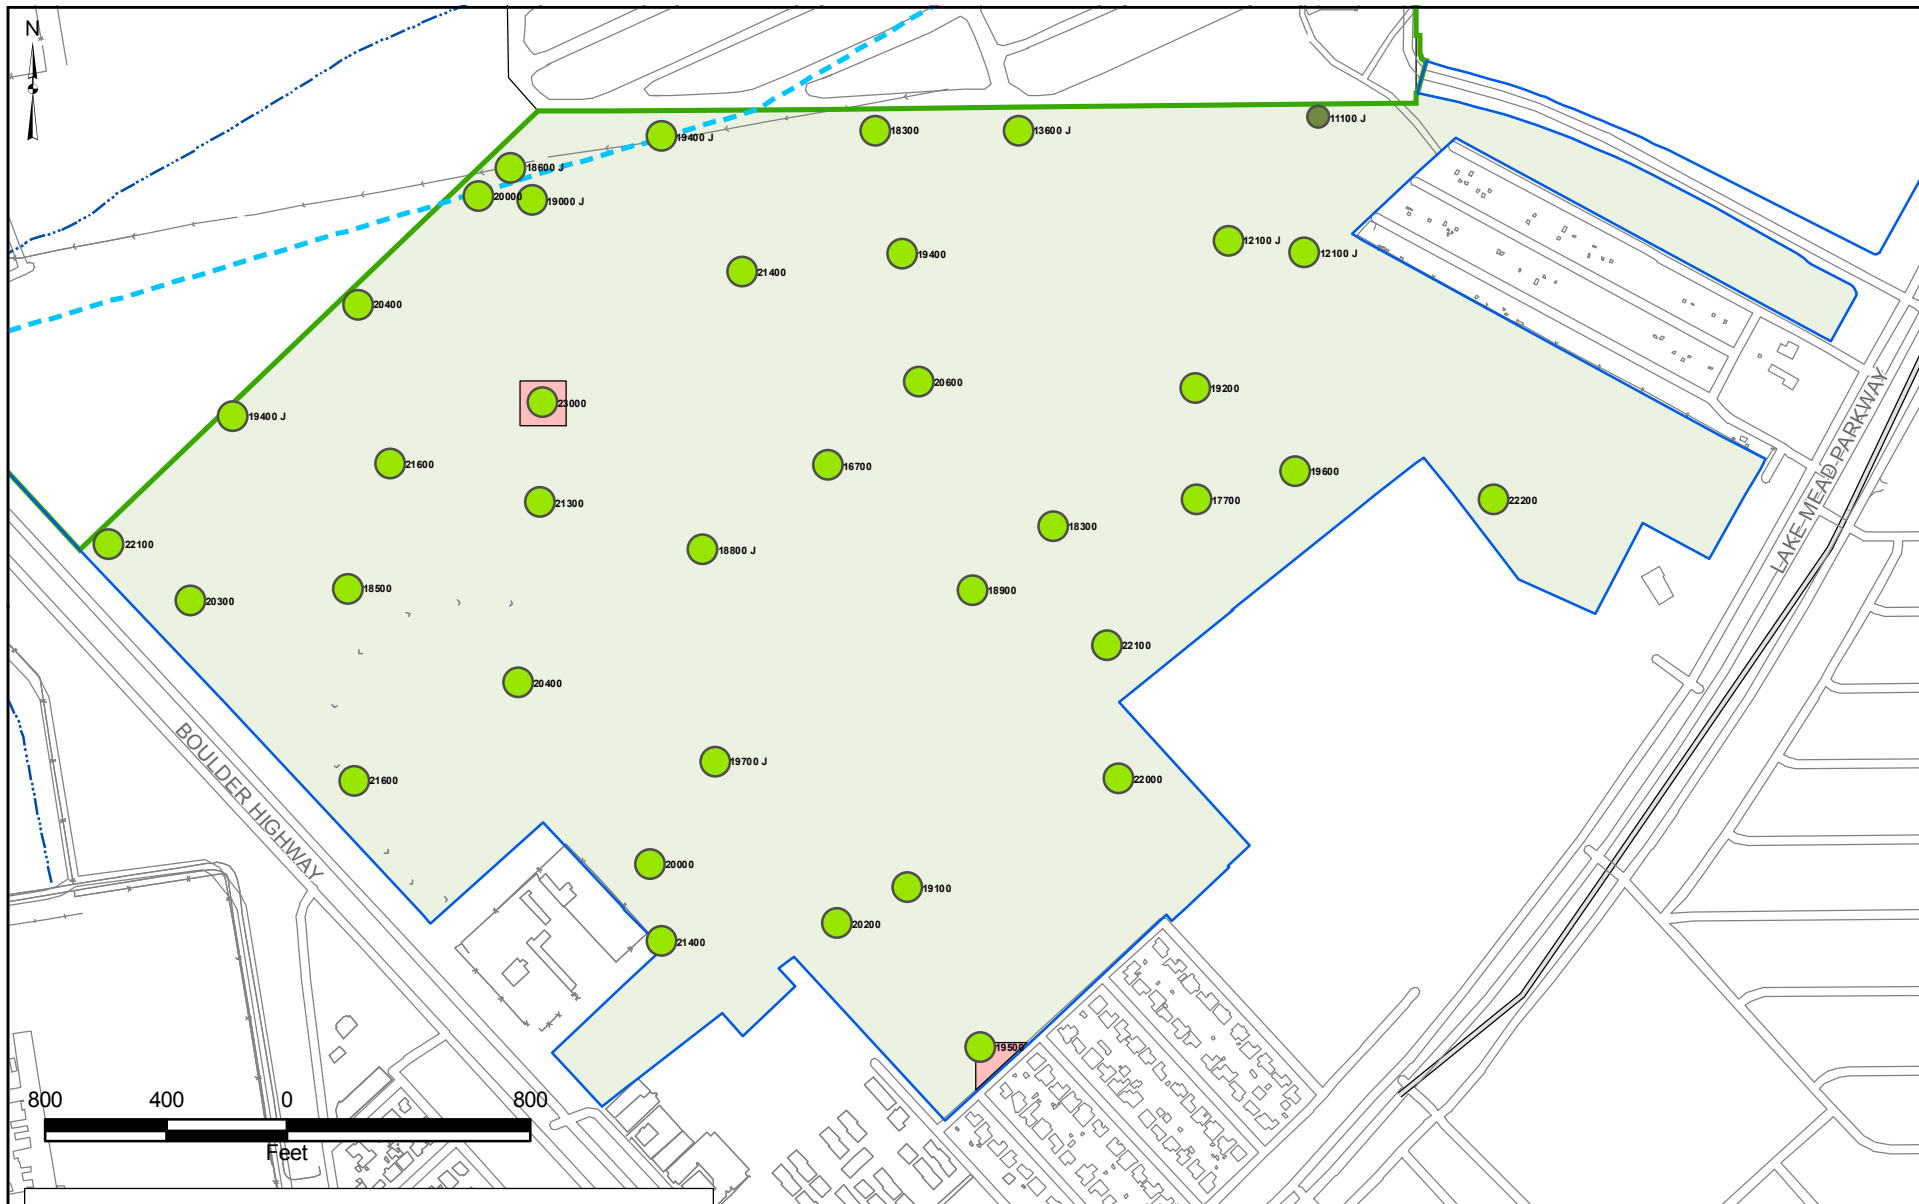 N
11100 J
19400 J
18300
13600 J
18600 J
20000
19000 J
12100 J
12100 J
19400
21400
20400
20600
19200
23000
19400 J
21600
16700
19600
21300
17700
22200
18300
22100
18800 J
20300
18500
18900
22100
20400
19700 J
22000
21600
20000
19100
20200
21400
19500
LAKE MEAD PARKWAY
BOULDER HIGHWAY
800 400 0 800
Feet